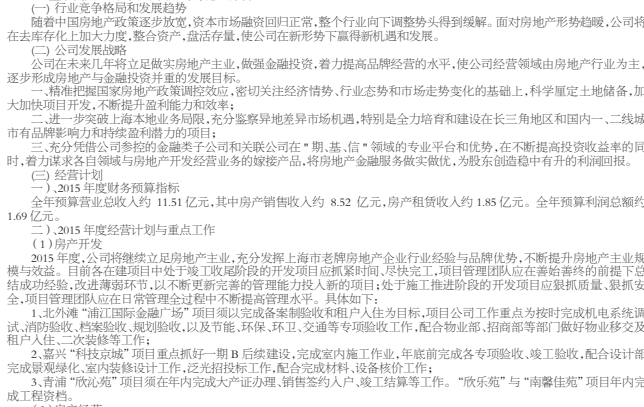 (一) 行业竞争格局和发展趋势
随着中国房地产政策逐步放宽,资本市场融资回归正常,整个行业向下调整势头得到缓解。面对房地产形势趋暖,公司将
在去库存化上加大力度,整合资产,盘活存量,使公司在新形势下赢得新机遇和发展。
(二) 公司发展战略
公司在未来几年将立足做实房地产主业,做强金融投资,着力提高品牌经营的水平,使公司经营领域由房地产行业为主,
逐步形成房地产与金融投资并重的发展目标。
一、精准把握国家房地产政策调控效应,密切关注经济情势、行业态势和市场走势变化的基础上,科学厘定土地储备,加
大加快项目开发,不断提升盈利能力和效率;
二、进一步突破上海本地业务局限,充分监察异地差异市场机遇,特别是全力培育和建设在长三角地区和国内一、二线城
市有品牌影响力和持续盈利潜力的项目;
三、充分凭借公司参控的金融类子公司和关联公司在"期、基、信"领域的专业平台和优势,在不断提高投资收益率的同
时,着力谋求各自领域与房地产开发经营业务的嫁接产品,将房地产金融服务做实做优,为股东创造稳中有升的利润回报。
(三) 经营计划
一)、2015 年度财务预算指标
全年预算营业总收入约 11.51 亿元,其中房产销售收入约 8.52 亿元,房产租赁收入约 1.85 亿元。全年预算利润总额约
1.69 亿元。
二)、2015 年度经营计划与重点工作
(1)房产开发
2015 年度,公司将继续立足房地产主业,充分发挥上海市老牌房地产企业行业经验与品牌优势,不断提升房地产主业规
模与效益。目前各在建项目中处于竣工收尾阶段的开发项目应抓紧时间、尽快完工,项目管理团队应在善始善终的前提下总
结成功经验,改进薄弱环节,以不断更新完善的管理能力投入新的项目;处于施工推进阶段的开发项目应狠抓质量、狠抓安
全,项目管理团队应在日常管理全过程中不断提高管理水平。具体如下:
1、北外滩“浦江国际金融广场”项目须以完成备案制验收和租户入住为目标,项目公司工作重点为按时完成机电系统调
试、消防验收、档案验收、规划验收,以及节能、环保、环卫、交通等专项验收工作,配合物业部、招商部等部门做好物业移交及
租户入住、二次装修等工作;
2、嘉兴“科技京城”项目重点抓好一期 B 后续建设,完成室内施工作业,年底前完成各专项验收、竣工验收,配合设计部
完成景观绿化、室内装修设计工作,泛光招投标工作,配合完成材料、设备核价工作;
3、青浦“欣沁苑”项目须在年内完成大产证办理、销售签约入户、竣工结算等工作。“欣乐苑”与“南馨佳苑”项目年内完
成工程资档。